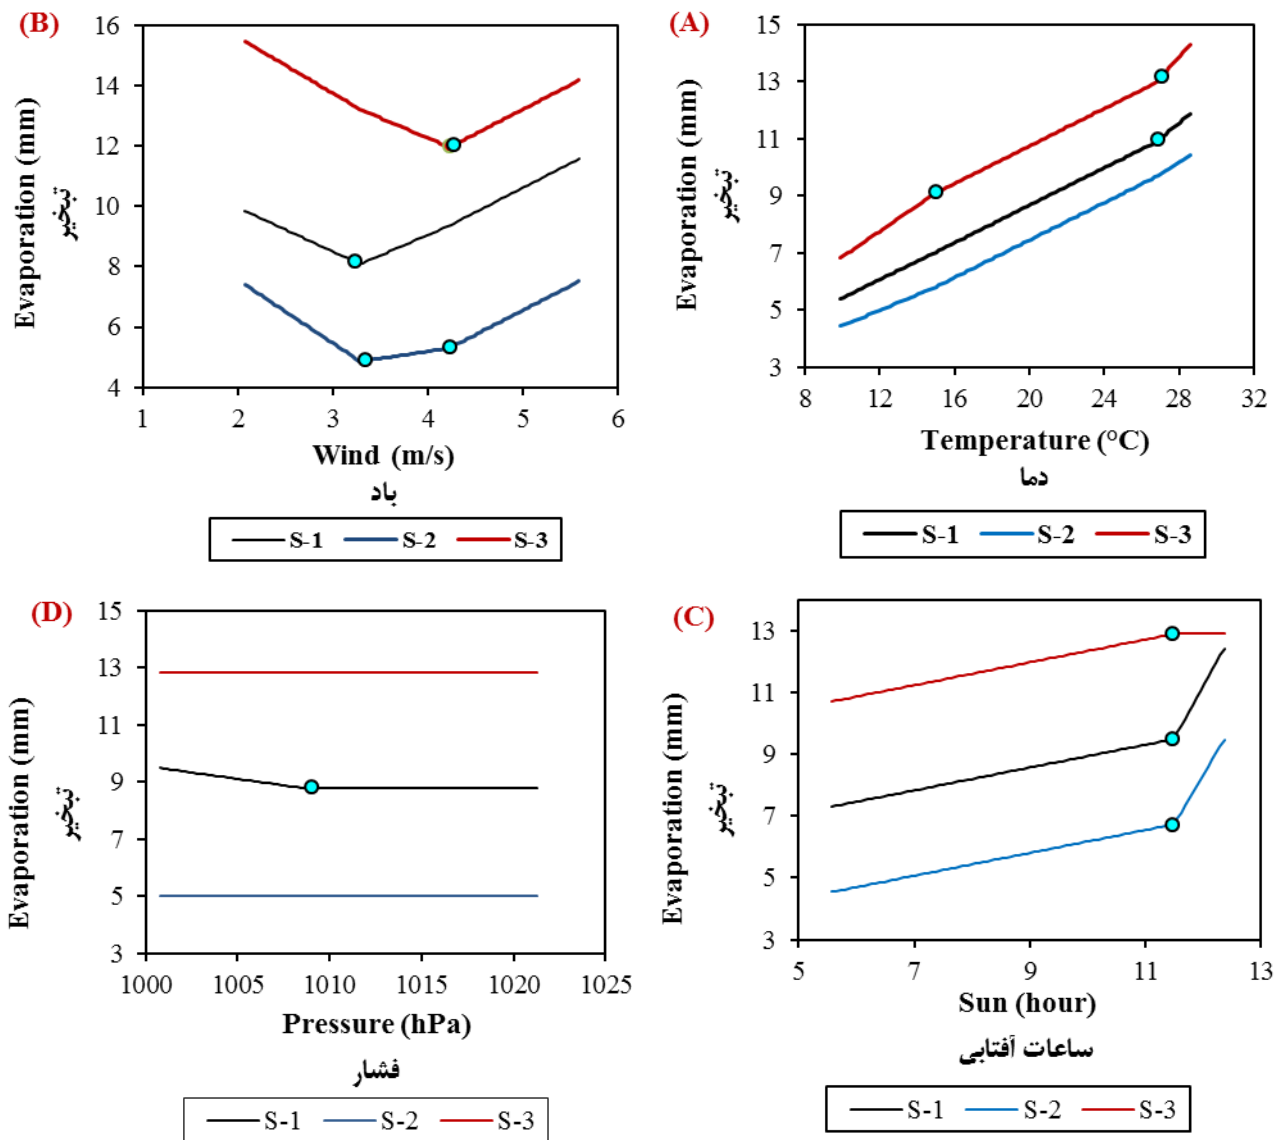 (B)
16
14
12
10
8
6
4
Evaporation (mm)
تبخیر
1 2 3 4 5 6
Wind (m/s)
باد
S-1 S-2 S-3
(A)
15
13
11
9
7
5
3
Evaporation (mm)
تبخیر
8 12 16 20 24 28 32
Temperature (°C)
دما
S-1 S-2 S-3
(D)
15
13
11
9
7
5
3
Evaporation (mm)
تبخیر
1000 1005 1010 1015 1020 1025
Pressure (hPa)
فشار
S-1 S-2 S-3
(C)
13
11
9
7
5
3
Evaporation (mm)
تبخیر
5 7 9 11 13
Sun (hour)
ساعات آفتابی
S-1 S-2 S-3